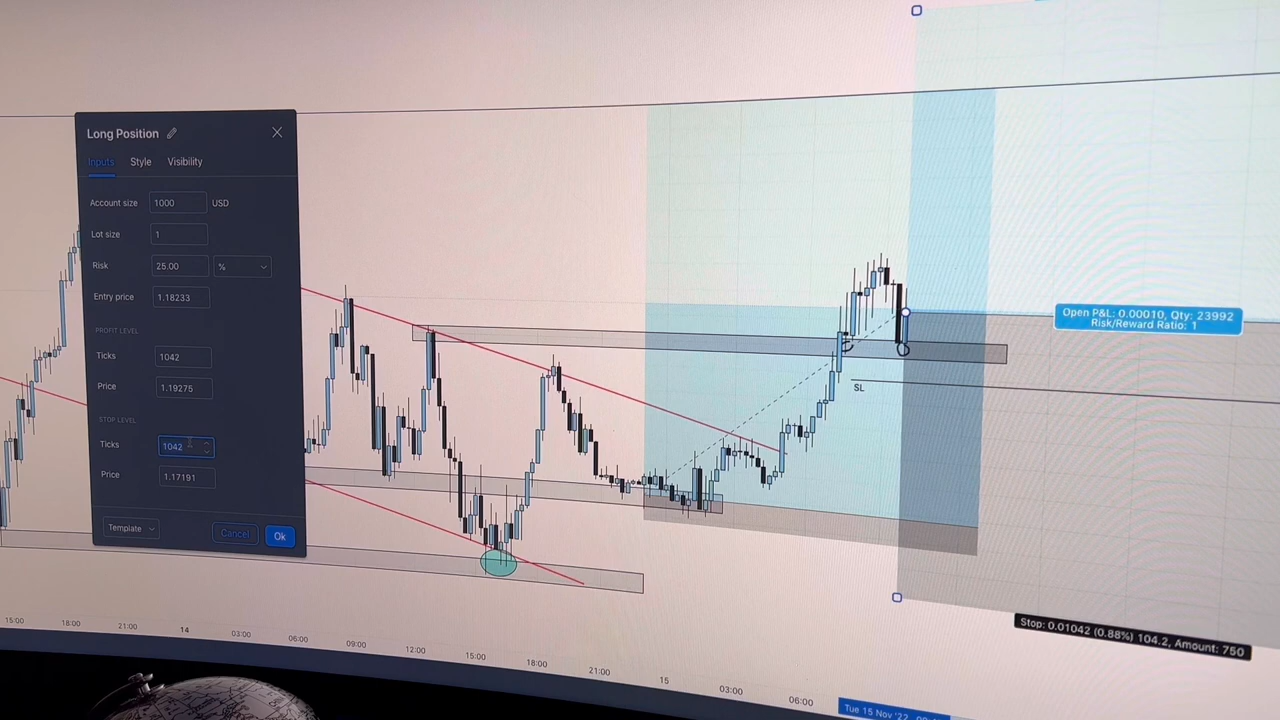 Long Position
Inputs Style Visibility
Account size 1000 USD
Lot size 1
Risk 25.00 %
Entry price 1.18233
PROFIT LEVEL
Ticks 1042
Price 1.19275
STOP LEVEL
Ticks 1042
Price 1.17191
Template Cancel Ok
Open P&L: 0.00010, Qty: 23992
Risk/Reward Ratio: 1
SL
Stop: 0.01042 (0.88%) 104.2, Amount: 750
15:00 18:00 21:00 14 03:00 06:00 09:00 12:00 15:00 18:00 21:00 15 03:00 06:00
Tue 15 Nov '22